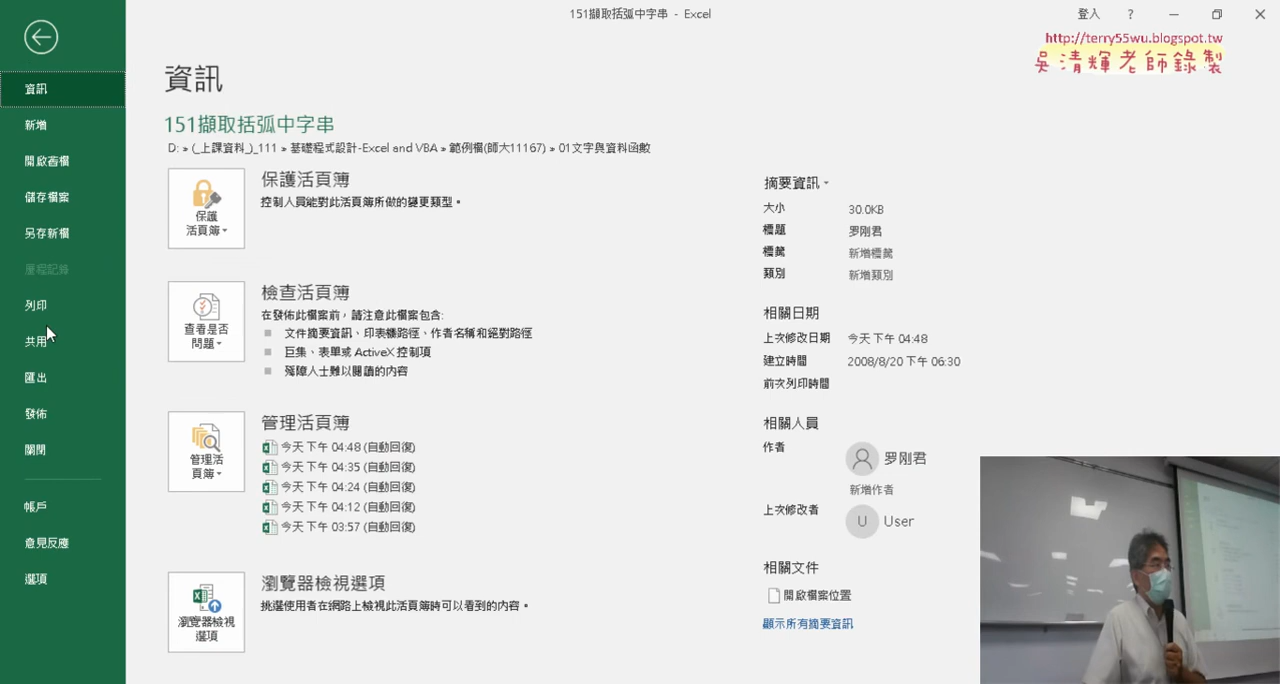 151擷取括弧中字串 - Excel
登入
?
http://terry55wu.blogspot.tw
吳清輝老師錄製
資訊
新增
開啟舊檔
儲存檔案
另存新檔
歷程記錄
列印
共用
匯出
發佈
關閉
帳戶
意見反應
選項
資訊
151擷取括弧中字串
D: » (_上課資料_)_111 » 基礎程式設計-Excel and VBA » 範例檔(師大11167) » 01文字與資料函數
保護
活頁簿
保護活頁簿
控制人員能對此活頁簿所做的變更類型。
查看是否
問題
檢查活頁簿
在發佈此檔案前，請注意此檔案包含:
文件摘要資訊、印表機路徑、作者名稱和絕對路徑
巨集、表單或 ActiveX 控制項
殘障人士難以閱讀的內容
管理活
頁簿
管理活頁簿
今天 下午 04:48 (自動回復)
今天 下午 04:35 (自動回復)
今天 下午 04:24 (自動回復)
今天 下午 04:12 (自動回復)
今天 下午 03:57 (自動回復)
瀏覽器檢視
選項
瀏覽器檢視選項
挑選使用者在網路上檢視此活頁簿時可以看到的內容。
摘要資訊
大小 30.0KB
標題 罗刚君
標籤 新增標籤
類別 新增類別
相關日期
上次修改日期 今天 下午 04:48
建立時間 2008/8/20 下午 06:30
前次列印時間
相關人員
作者 罗刚君
新增作者
上次修改者 U User
相關文件
開啟檔案位置
顯示所有摘要資訊